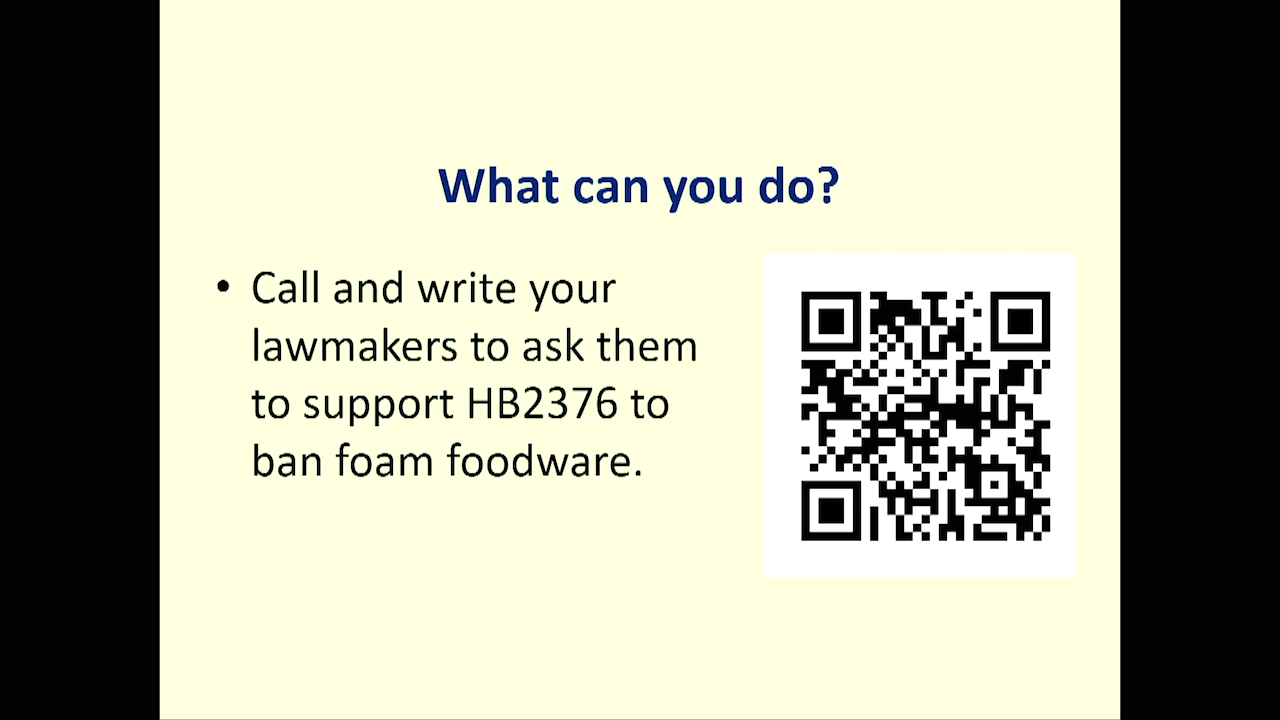 What can you do?
• Call and write your
lawmakers to ask them
to support HB2376 to
ban foam foodware.